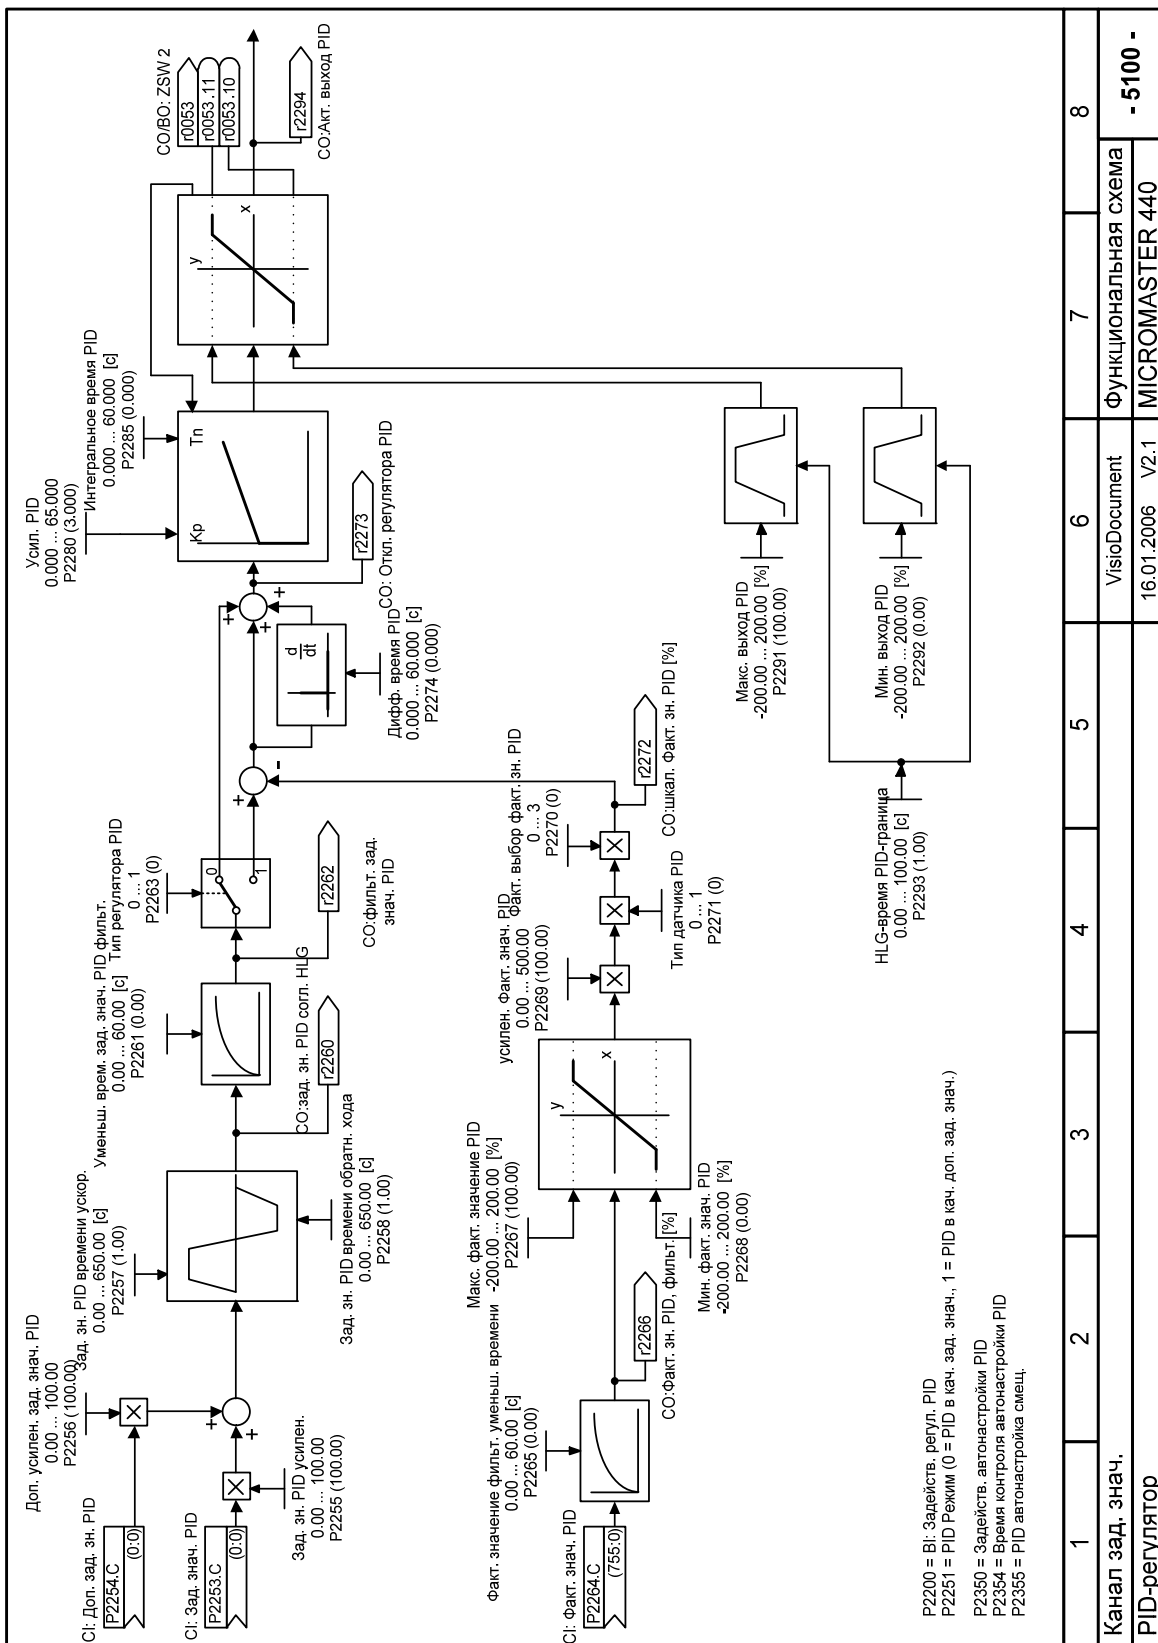 CI: Доп. зад. зн. PID
P2254.C
(0:0)
Доп. усилен. зад. знач. PID
0.00 ... 100.00
P2256 (100.00)
CI: Зад. знач. PID
P2253.C
(0:0)
Зад. зн. PID усилен.
0.00 ... 100.00
P2255 (100.00)
+
+
Зад. зн. PID времени ускор.
0.00 ... 650.00 [с]
P2257 (1.00)
Зад. зн. PID времени обратн. хода
0.00 ... 650.00 [с]
P2258 (1.00)
CO:зад. зн. PID согл. HLG
r2260
Уменьш. врем. зад. знач. PID фильт.
0.00 ... 60.00 [с]
P2261 (0.00)
r2262
CO:фильт. зад.
знач. PID
Тип регулятора PID
0 ... 1
P2263 (0)
0
1
+
-
d
dt
Дифф. время PID
0.000 ... 60.000 [с]
P2274 (0.000)
+
+
+
r2273
CO: Откл. регулятора PID
Усил. PID
0.000 ... 65.000
P2280 (3.000)
Интегральное время PID
0.000 ... 60.000 [с]
P2285 (0.000)
Kp
Tn
y
x
CO/BO: ZSW 2
r0053
r0053.11
r0053.10
r2294
CO:Акт. выход PID
CI: Факт. знач. PID
P2264.C
(755:0)
Факт. значение фильт. уменьш. времени
0.00 ... 60.00 [с]
P2265 (0.00)
r2266
CO:Факт. зн. PID, фильт. [%]
Макс. факт. значение PID
-200.00 ... 200.00 [%]
P2267 (100.00)
Мин. факт. знач. PID
-200.00 ... 200.00 [%]
P2268 (0.00)
y
x
усилен. Факт. знач. PID
0.00 ... 500.00
P2269 (100.00)
Тип датчика PID
0 ... 1
P2271 (0)
Факт. выбор факт. зн. PID
0 ... 3
P2270 (0)
r2272
CO:шкал. Факт. зн. PID [%]
Макс. выход PID
-200.00 ... 200.00 [%]
P2291 (100.00)
Мин. выход PID
-200.00 ... 200.00 [%]
P2292 (0.00)
HLG-время PID-граница
0.00 ... 100.00 [с]
P2293 (1.00)
P2200 = BI: Задейств. регул. PID
P2251 = PID Режим (0 = PID в кач. зад. знач., 1 = PID в кач. доп. зад. знач.)
P2350 = Задейств. автонастройки PID
P2354 = Время контроля автонастройки PID
P2355 = PID автонастройка смещ.
1 2 3 4 5 6 7 8
Канал зад. знач.
PID-регулятор
VisioDocument
16.01.2006 V2.1
Функциональная схема
MICROMASTER 440
- 5100 -